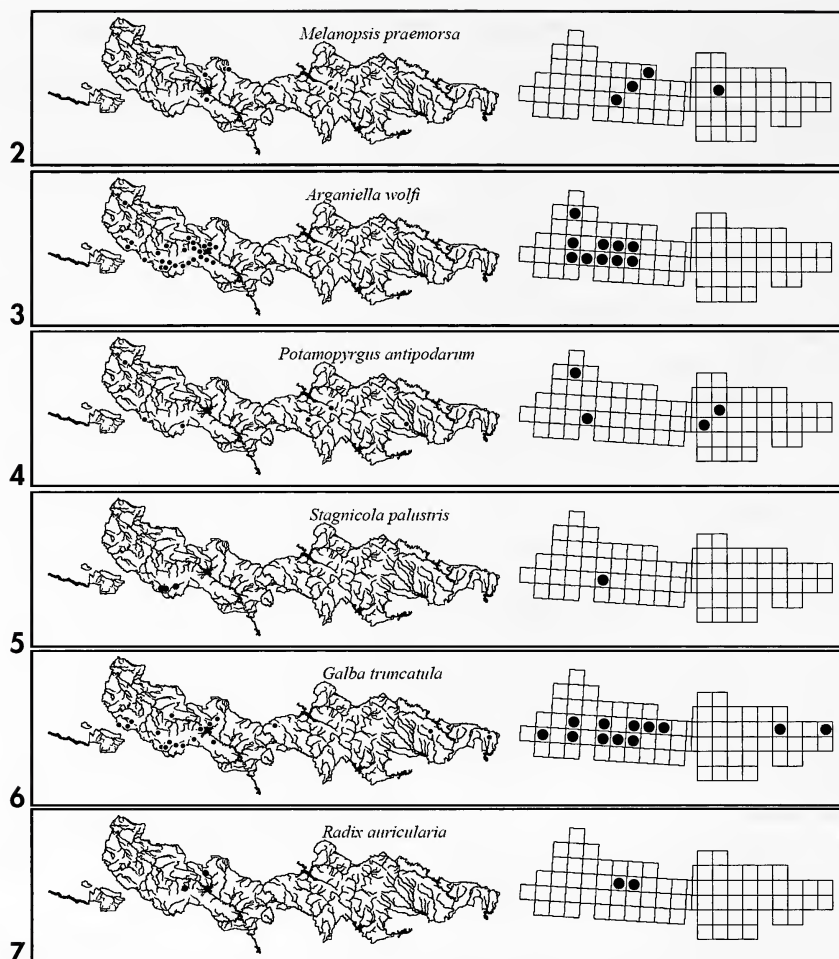 Melanopsis praemorsa
2
Arganiella wolfi
3
Potamopyrgus antipodarum
4
Stagnicola palustris
5
Galba truncatula
6
Radix auricularia
7